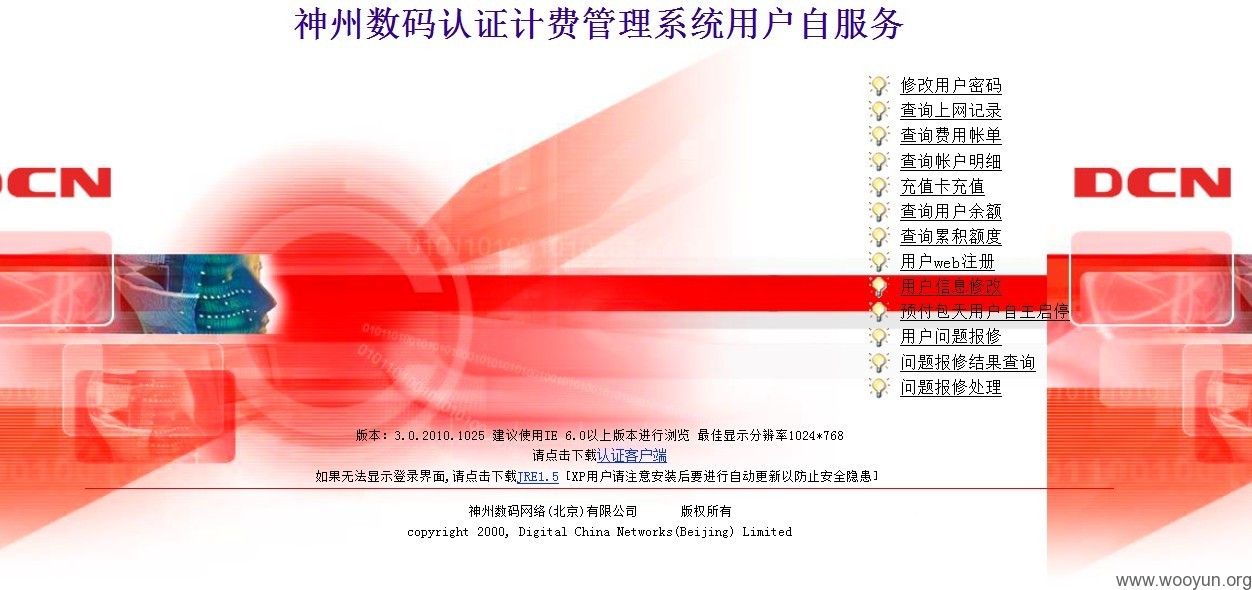 神州数码认证计费管理系统用户自服务
修改用户密码
查询上网记录
查询费用帐单
查询帐户明细
充值卡充值
查询用户余额
查询累积额度
用户web注册
用户信息修改
预付包天用户自主启停
用户问题报修
问题报修结果查询
问题报修处理
DCN
DCN
版本：3.0.2010.1025 建议使用IE 6.0以上版本进行浏览 最佳显示分辨率1024*768
请点击下载认证客户端
如果无法显示登录界面,请点击下载JRE1.5 [XP用户请注意安装后要进行自动更新以防止安全隐患]
神州数码网络(北京)有限公司 版权所有
copyright 2000, Digital China Networks(Beijing) Limited
www.wooyun.org